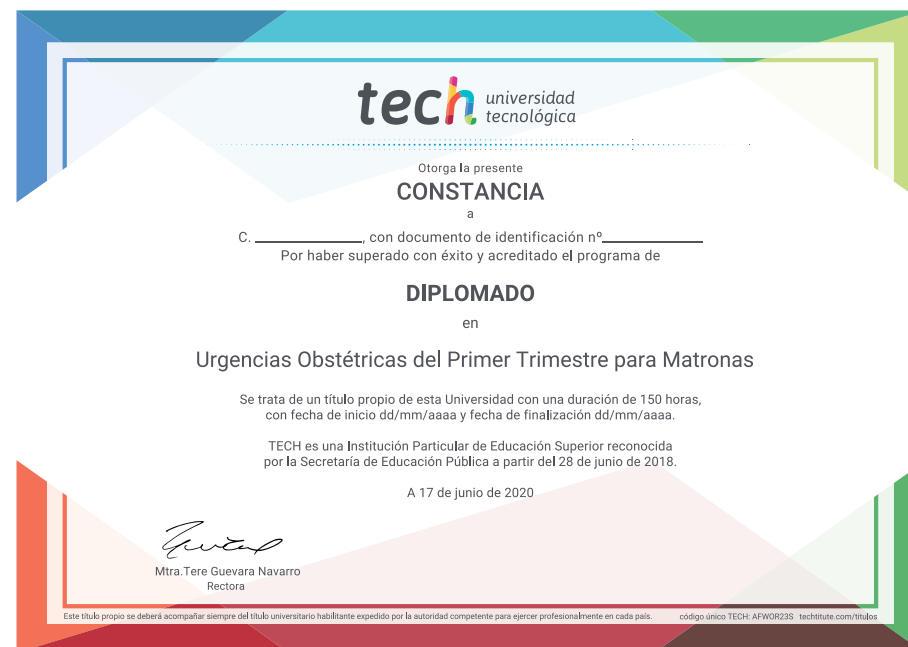 tech universidad
tecnológica
Otorga la presente
CONSTANCIA
a
C. ____________, con documento de identificación nº____________
Por haber superado con éxito y acreditado el programa de
DIPLOMADO
en
Urgencias Obstétricas del Primer Trimestre para Matronas
Se trata de un título propio de esta Universidad con una duración de 150 horas,
con fecha de inicio dd/mm/aaaa y fecha de finalización dd/mm/aaaa.
TECH es una Institución Particular de Educación Superior reconocida
por la Secretaría de Educación Pública a partir del 28 de junio de 2018.
A 17 de junio de 2020
Mtra.Tere Guevara Navarro
Rectora
Este título propio se deberá acompañar siempre del título universitario habilitante expedido por la autoridad competente para ejercer profesionalmente en cada país. código único TECH: AFWOR23S techtitute.com/titulos